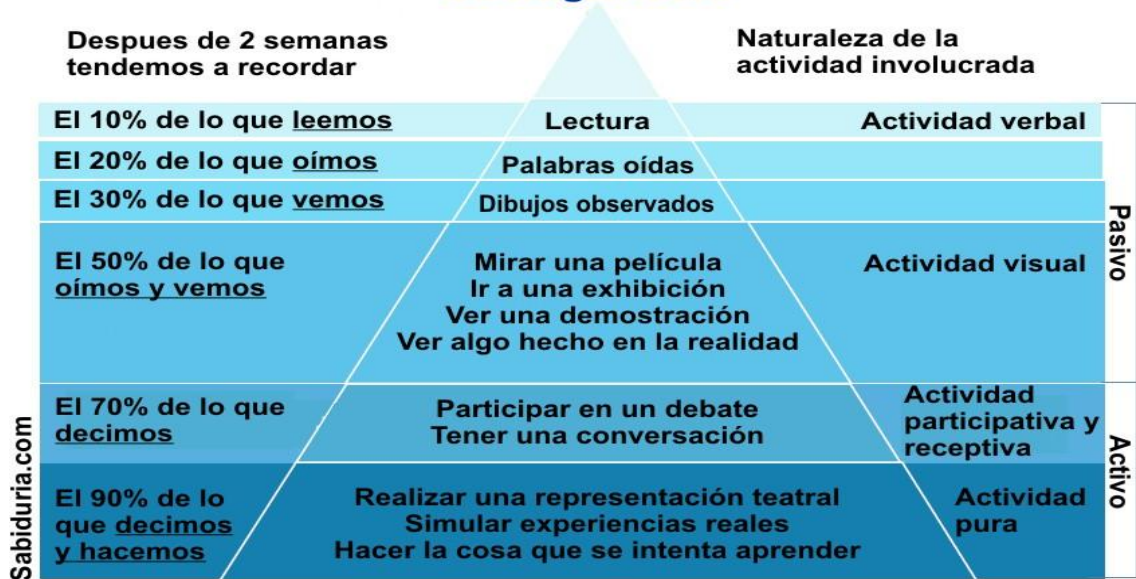 Despues de 2 semanas
tendemos a recordar
Naturaleza de la
actividad involucrada
El 10% de lo que leemos
Lectura
Actividad verbal
El 20% de lo que oímos
Palabras oídas
El 30% de lo que vemos
Dibujos observados
El 50% de lo que
oímos y vemos
Mirar una película
Ir a una exhibición
Ver una demostración
Ver algo hecho en la realidad
Actividad visual
Pasivo
El 70% de lo que
decimos
Participar en un debate
Tener una conversación
Actividad
participativa y
receptiva
El 90% de lo
que decimos
y hacemos
Realizar una representación teatral
Simular experiencias reales
Hacer la cosa que se intenta aprender
Actividad
pura
Activo
Sabiduria.com